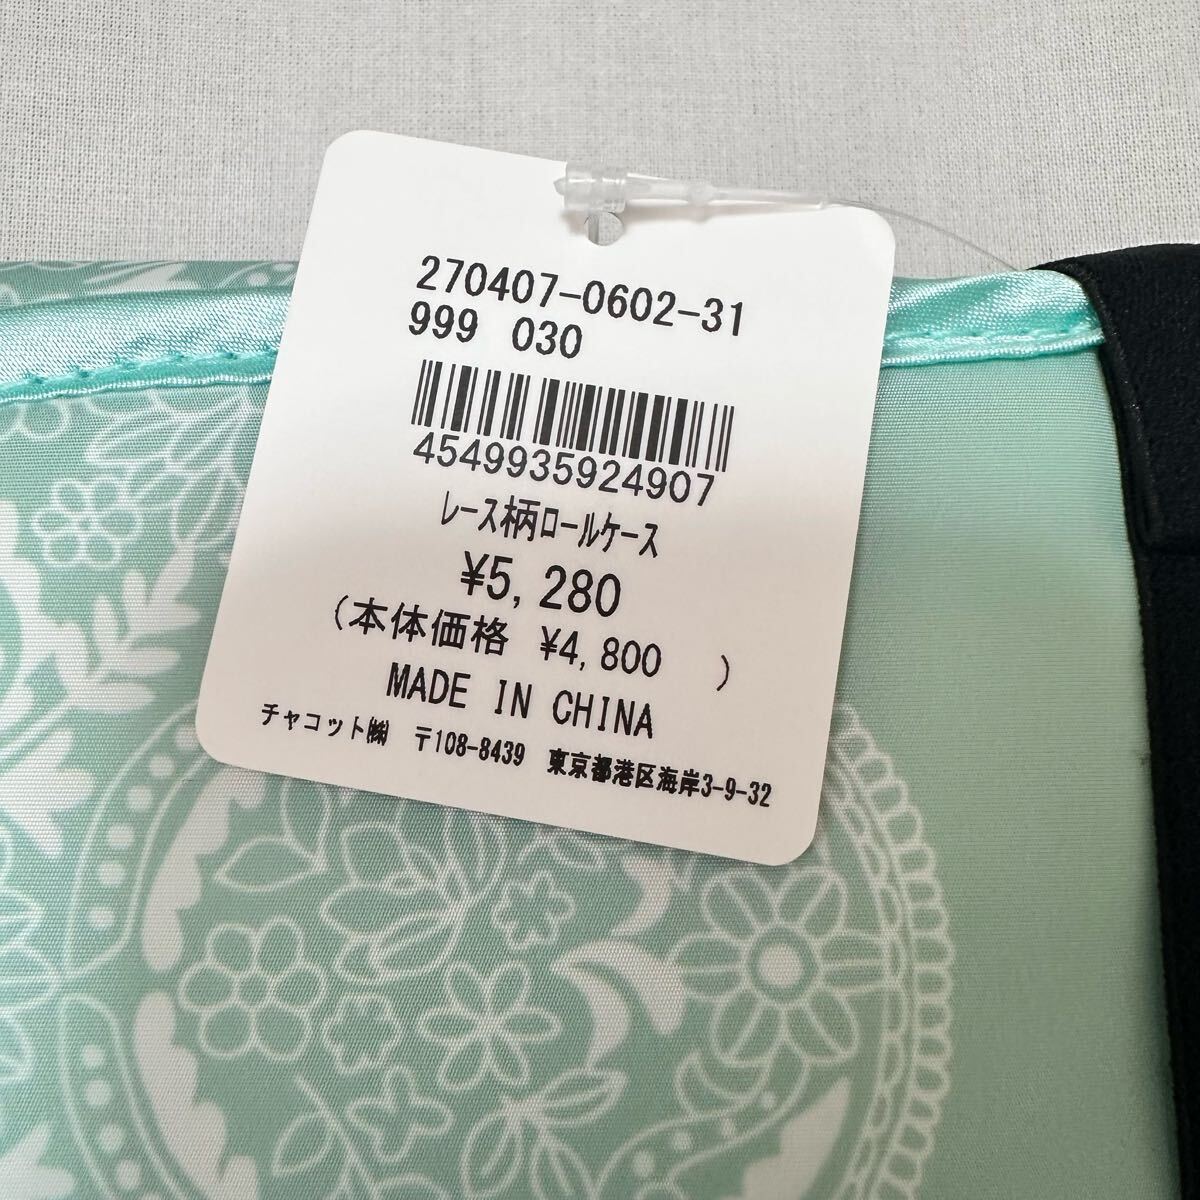 270407-0602-31
999 030
4549935924907
レース柄ロールケース
¥5,280
(本体価格 ¥4,800 )
MADE IN CHINA
チャコット㈱ 〒108-8439 東京都港区海岸3-9-32